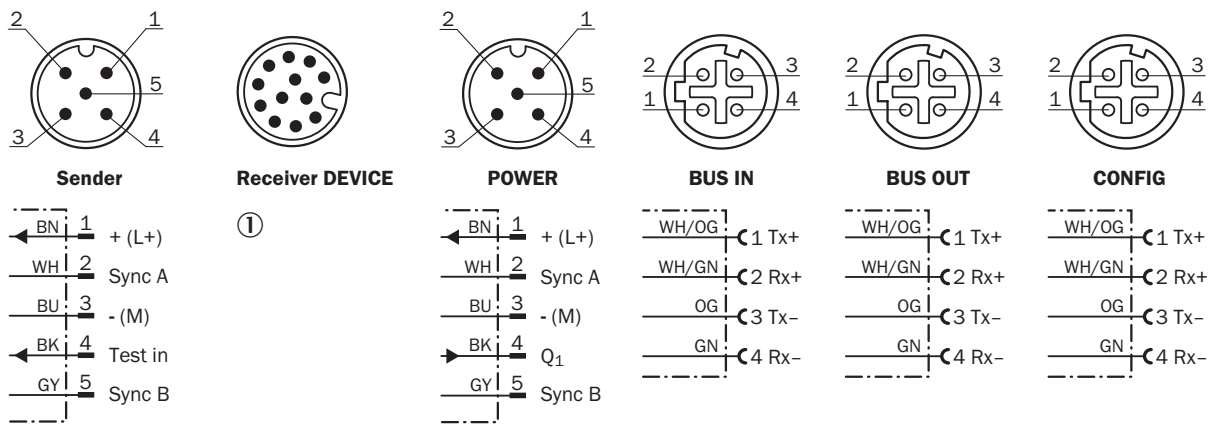 2 1 2 1
2 3 2 3 2 3
5 5
1 4 1 4 1 4
3 4 3 4
Sender Receiver DEVICE POWER BUS IN BUS OUT CONFIG
①
BN 1 + (L+)
WH 2 Sync A
BU 3 - (M)
BK 4 Test in
GY 5 Sync B
BN 1 + (L+)
WH 2 Sync A
BU 3 - (M)
BK 4 Q1
GY 5 Sync B
WH/OG 1 Tx+
WH/GN 2 Rx+
OG 3 Tx–
GN 4 Rx–
WH/OG 1 Tx+
WH/GN 2 Rx+
OG 3 Tx–
GN 4 Rx–
WH/OG 1 Tx+
WH/GN 2 Rx+
OG 3 Tx–
GN 4 Rx–